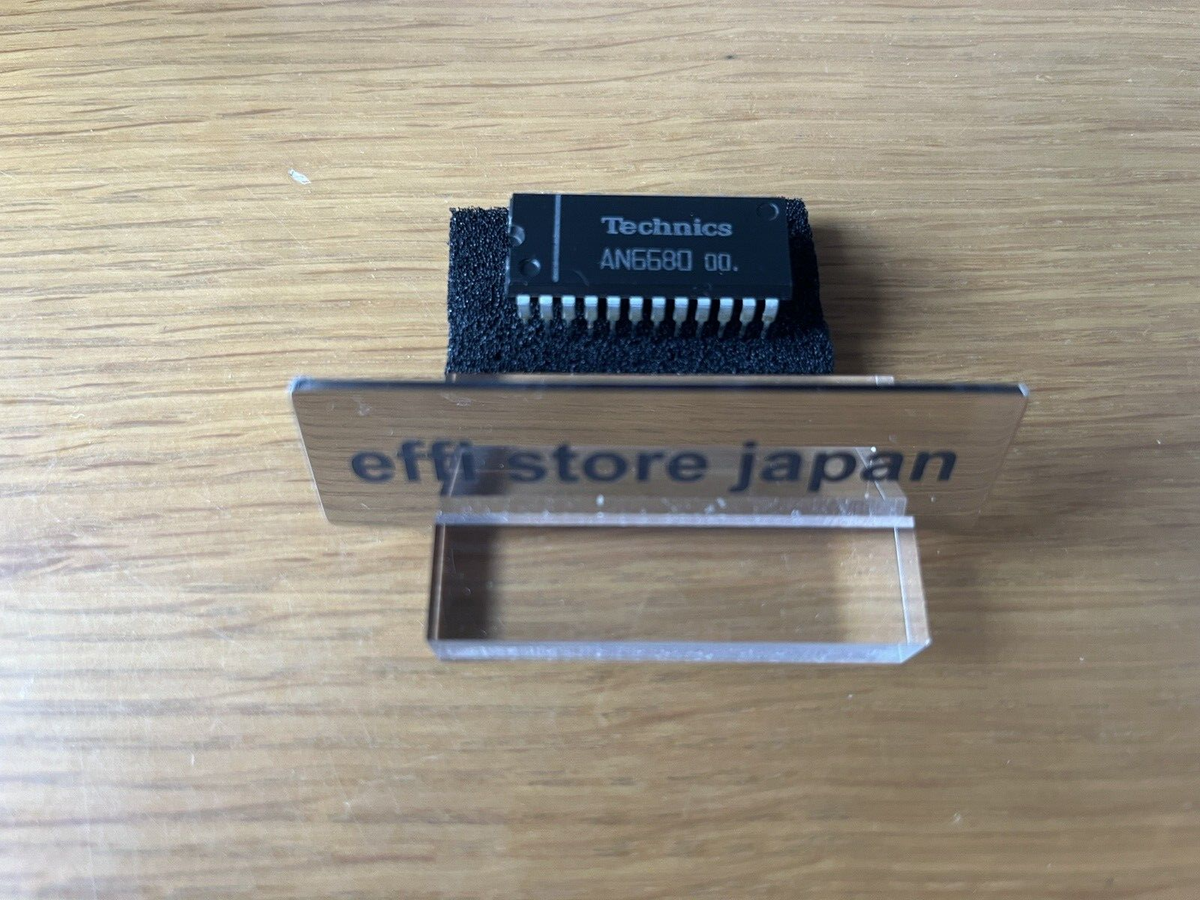 Technics
AN6680 00.
effi store japan